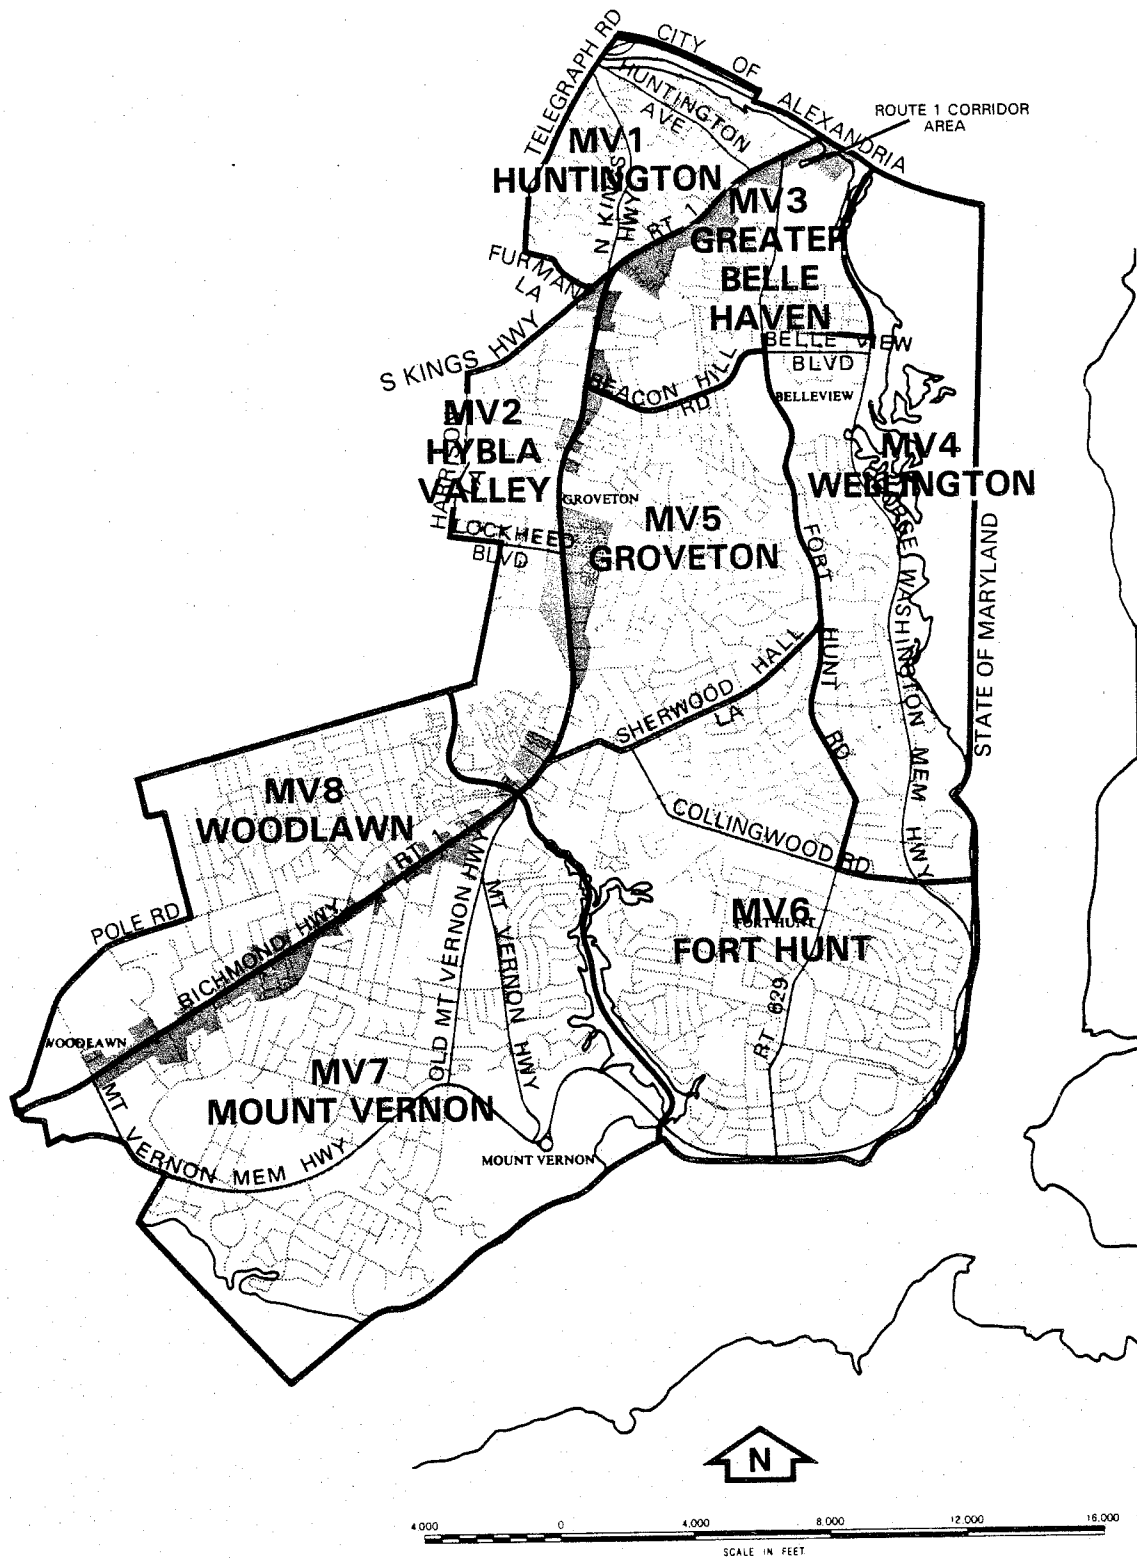 CITY OF
ALEXANDRIA
TELEGRAPH RD
HUNTINGTON
AVE
ROUTE 1 CORRIDOR
AREA
MV1
HUNTINGTON
N KINGS
HWY
RT 1
MV3
GREATER
BELLE
HAVEN
FURMAN
LA
S KINGS HWY
BELLE VIEW
BLVD
BEACON HILL
RD
BELLEVIEW
MV2
HYBLA
VALLEY
HARRISON
MV4
WELLINGTON
GROVETON
MV5
GROVETON
LOCKHEED
BLVD
FORT
HUNT
RD
GEORGE WASHINGTON MEM HWY
STATE OF MARYLAND
SHERWOOD HALL
LA
MV8
WOODLAWN
COLLINGWOOD RD
RT 1
RICHMOND HWY
POLE RD
OLD MT VERNON HWY
MT VERNON HWY
MV6
FORT HUNT
FORT HUNT
RT 629
WOODLAWN
MV7
MOUNT VERNON
MT VERNON MEM HWY
MOUNT VERNON
N
4,000 0 4,000 8,000 12,000 16,000
SCALE IN FEET